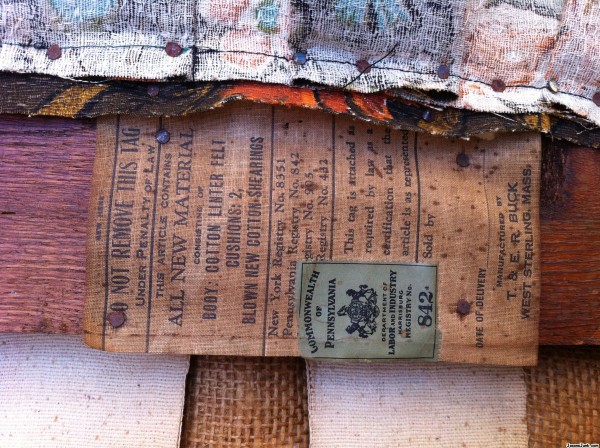 NEW YORK
DO NOT REMOVE THIS TAG
UNDER PENALTY OF LAW
THIS ARTICLE CONTAINS
ALL NEW MATERIAL
CONSISTING OF
BODY: COTTON LINTER FELT
CUSHIONS: 2,
BLOWN NEW COTTON SHEARINGS
New York Registry No. 8551
Pennsylvania Registry No. 842
Registry No.
Registry No. 432
This tag is attached as
required by law as a
certification that the
article is as represented
Sold by
DATE OF DELIVERY
MANUFACTURED BY
T. & E. R. BUCK
WEST STERLING, MASS.
COMMONWEALTH
OF
PENNSYLVANIA
DEPARTMENT OF
LABOR AND INDUSTRY
HARRISBURG
REGISTRY No.
842